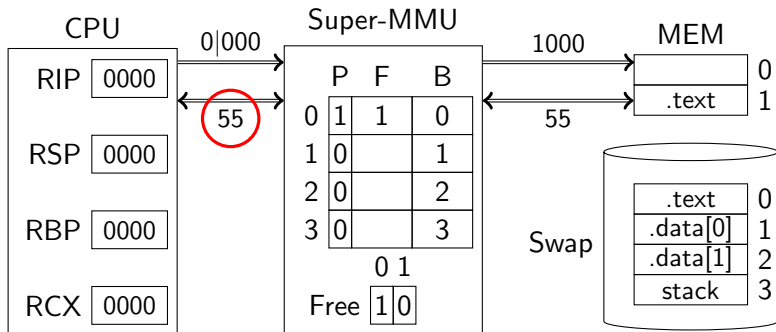 CPU
Super-MMU
MEM
0|000
1000
RIP 0000
55
55
RSP 0000
RBP 0000
RCX 0000
P F B
0 1 1 0
1 0 1
2 0 2
3 0 3
0 1
Free 1 0
0
.text 1
Swap
.text 0
.data[0] 1
.data[1] 2
stack 3